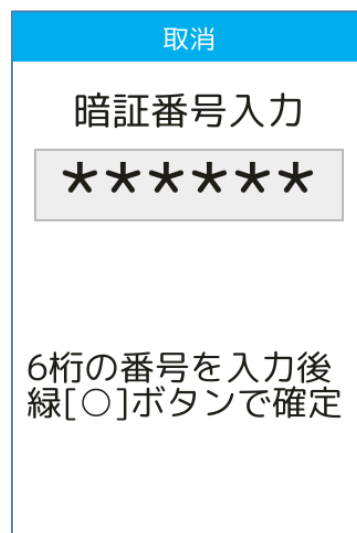 取消
暗証番号入力
******
6桁の番号を入力後
緑[○]ボタンで確定